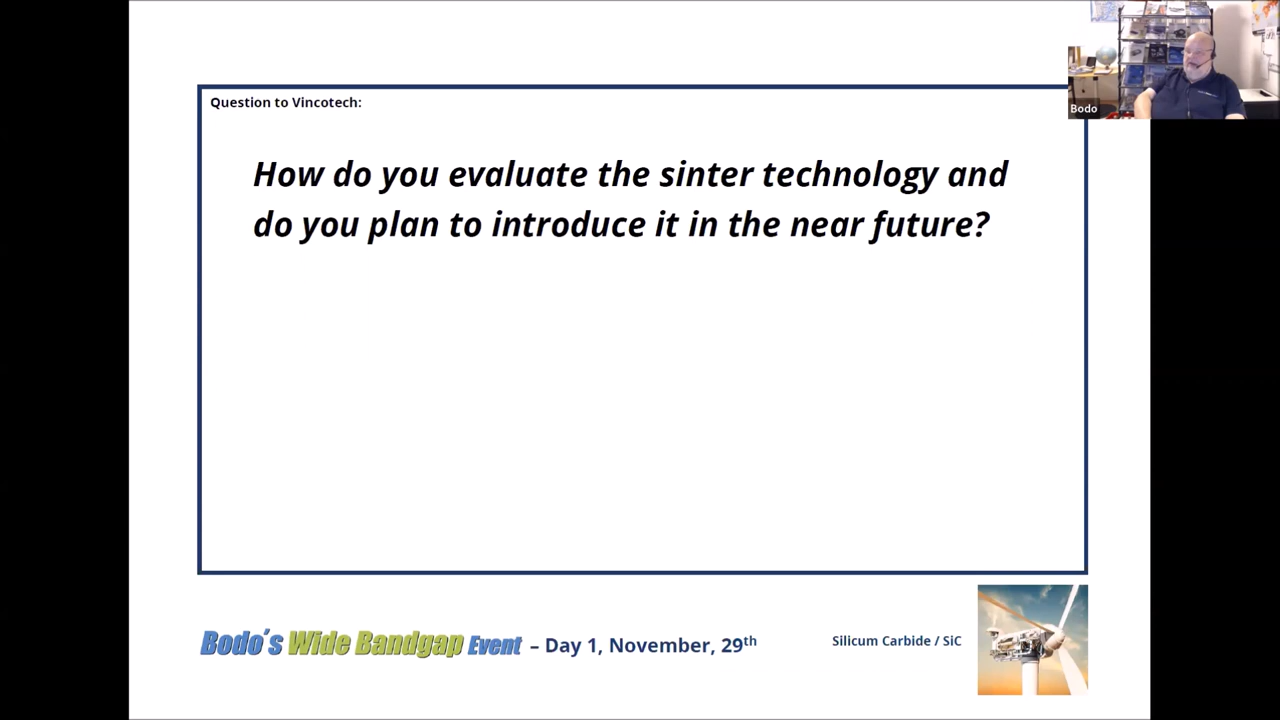 Question to Vincotech:
Bodo
How do you evaluate the sinter technology and
do you plan to introduce it in the near future?
Bodo's Wide Bandgap Event – Day 1, November, 29th
Silicum Carbide / SiC